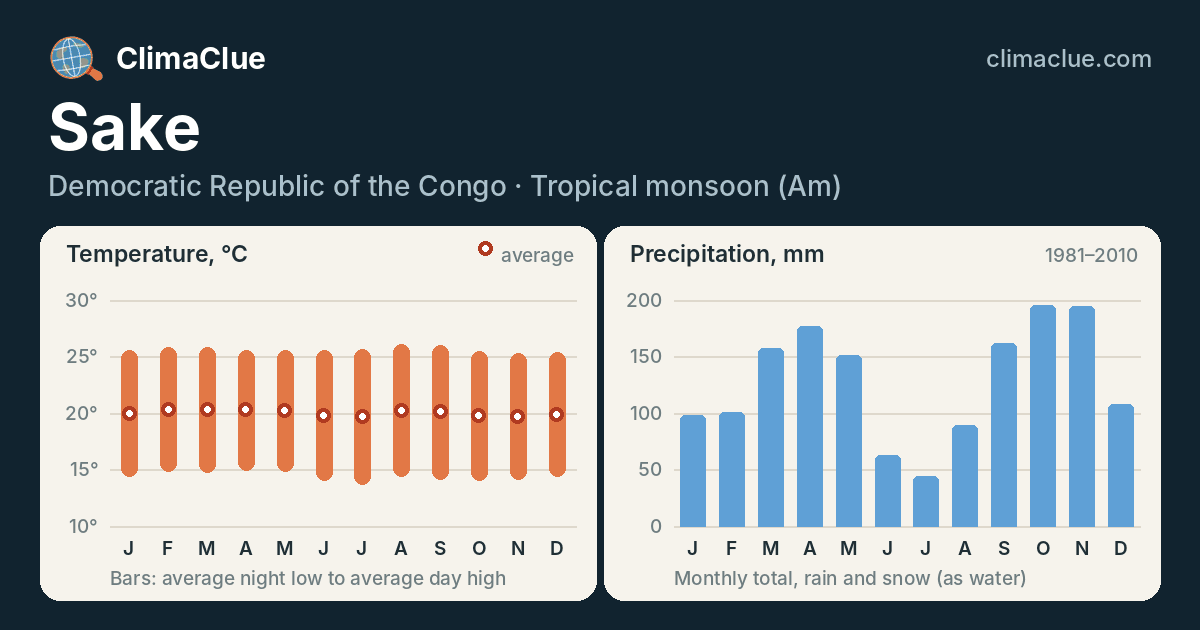 ClimaClue
climaclue.com
Sake
Democratic Republic of the Congo · Tropical monsoon (Am)
Temperature, °C
average
30°
25°
20°
15°
10°
J F M A M J J A S O N D
Bars: average night low to average day high
Precipitation, mm
1981–2010
200
150
100
50
0
J F M A M J J A S O N D
Monthly total, rain and snow (as water)